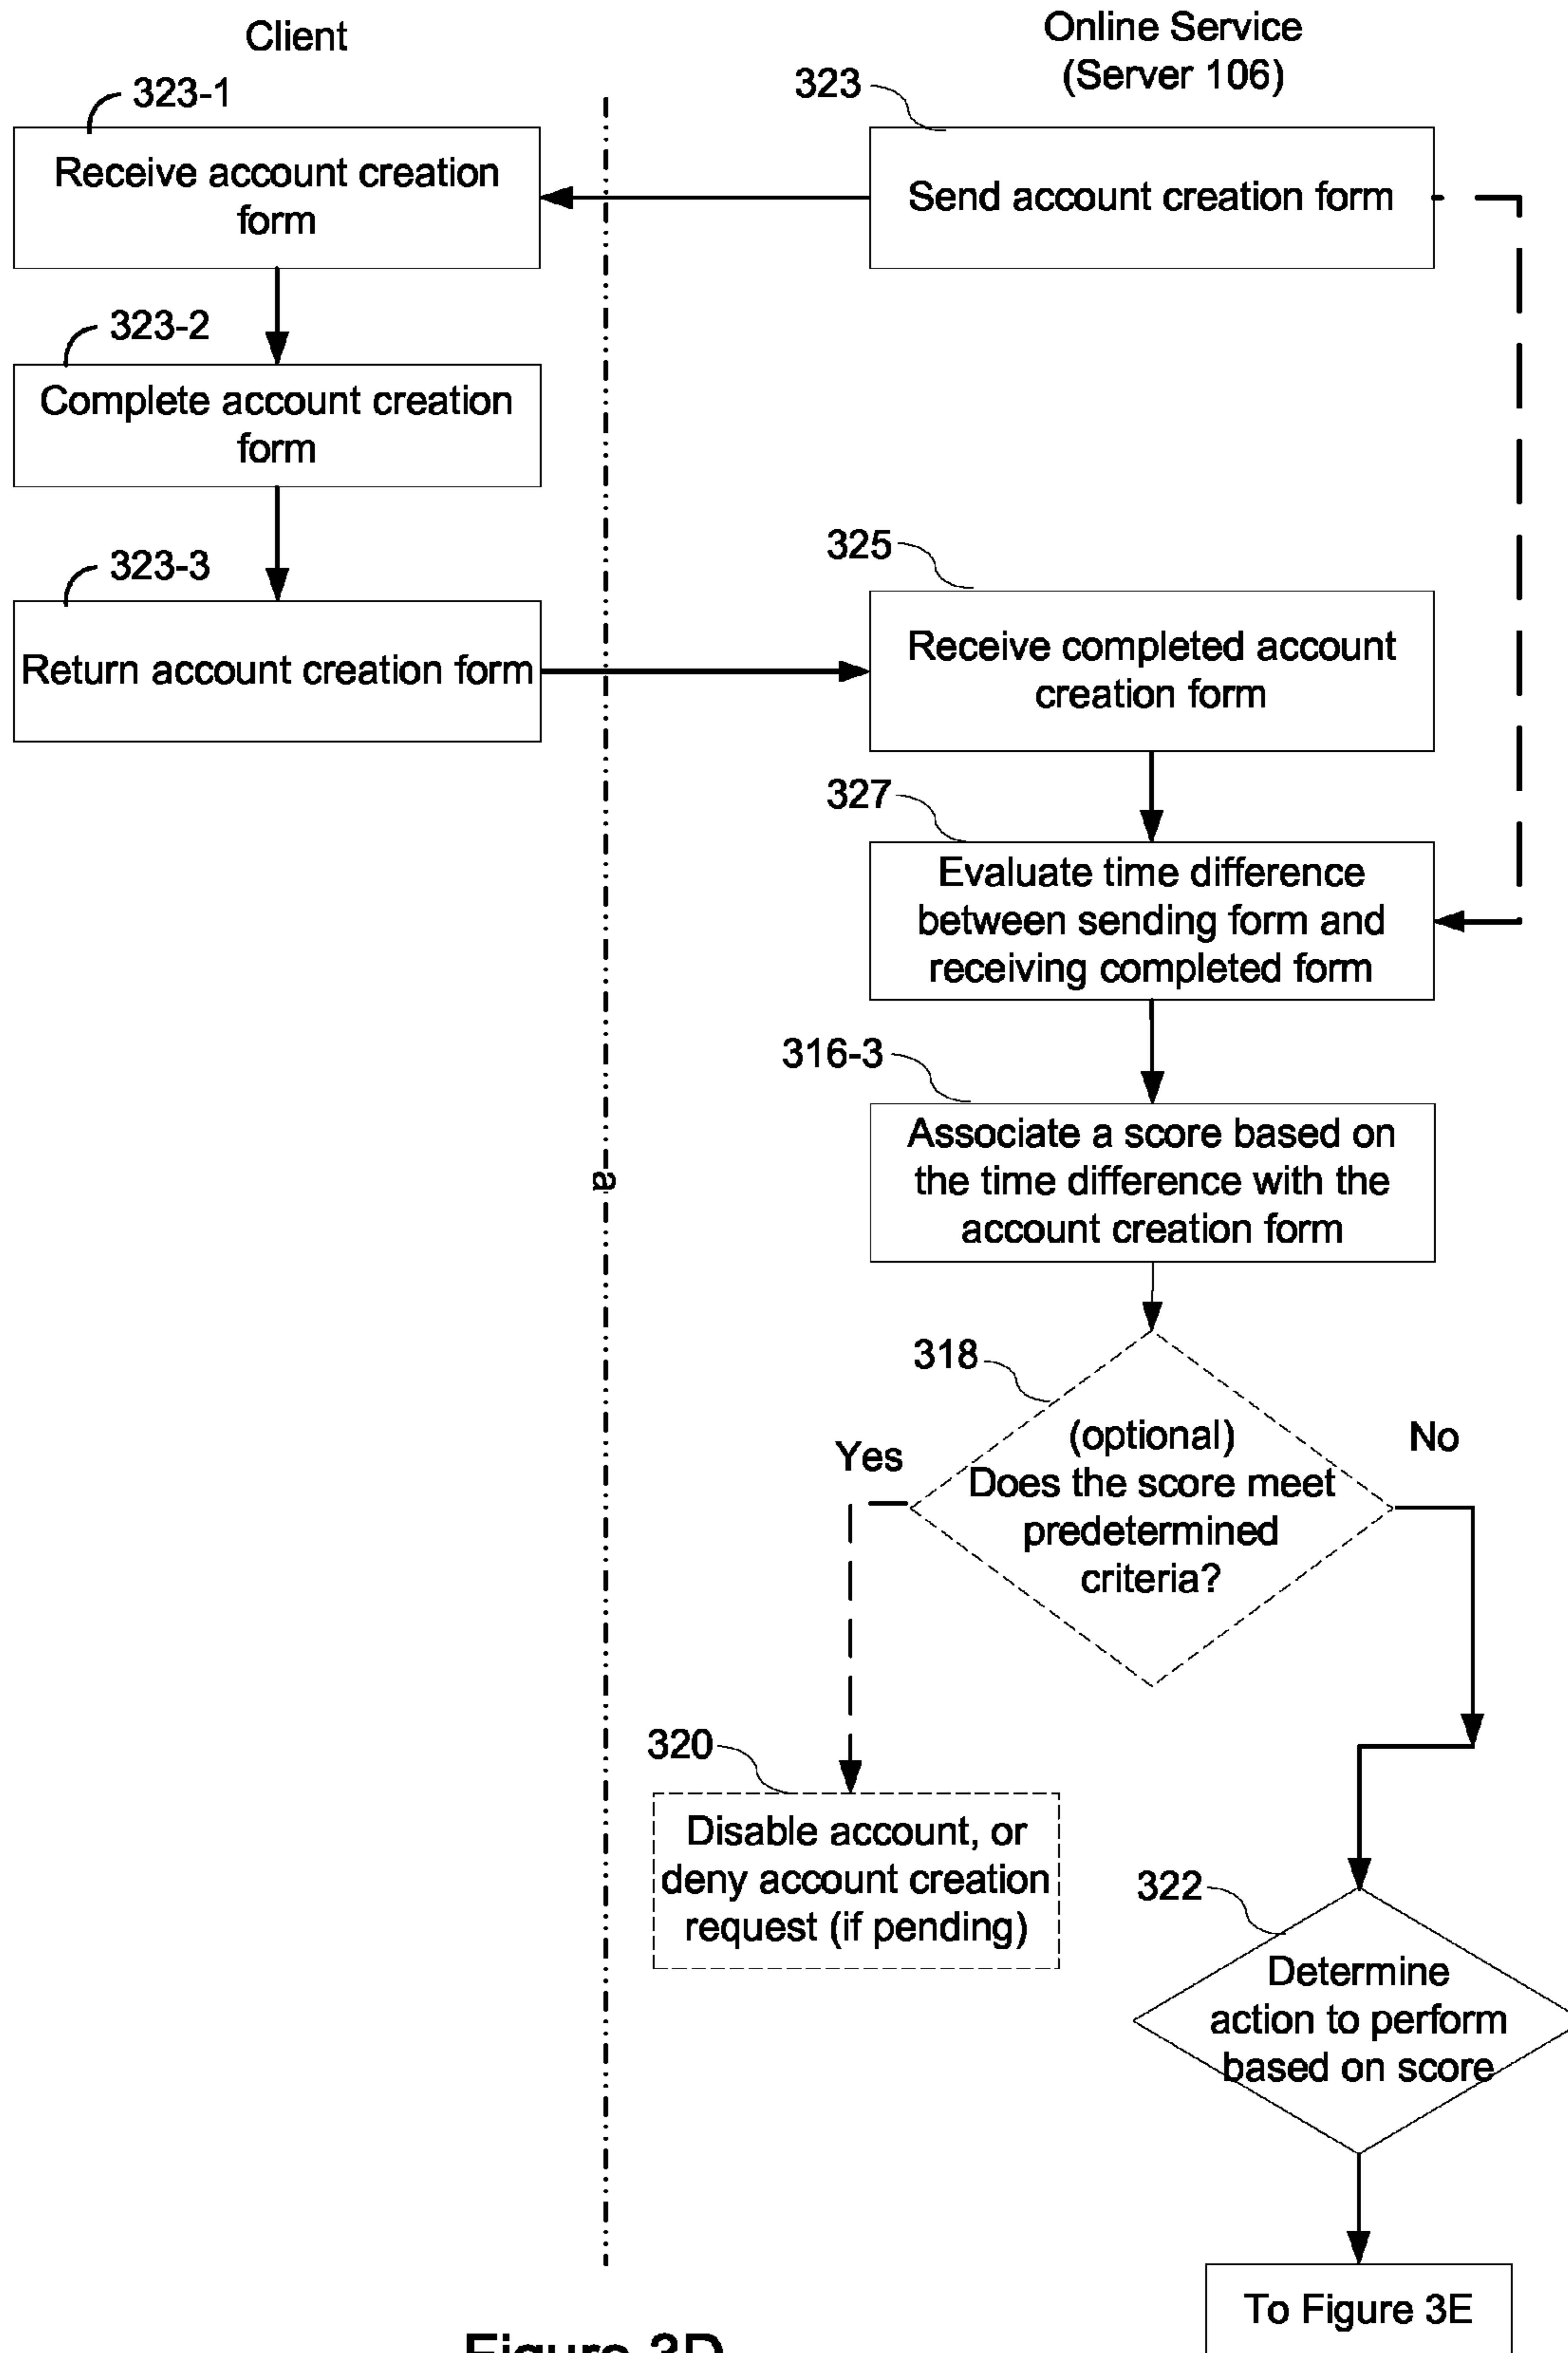 Client
Online Service
(Server 106)
323-1
323
Receive account creation
form
Send account creation form
323-2
Complete account creation
form
323-3
Return account creation form
325
Receive completed account
creation form
327
Evaluate time difference
between sending form and
receiving completed form
316-3
Associate a score based on
the time difference with the
account creation form
a
318
(optional)
Does the score meet
predetermined
criteria?
Yes
No
320
Disable account, or
deny account creation
request (if pending)
322
Determine
action to perform
based on score
To Figure 3E
Figure 3D